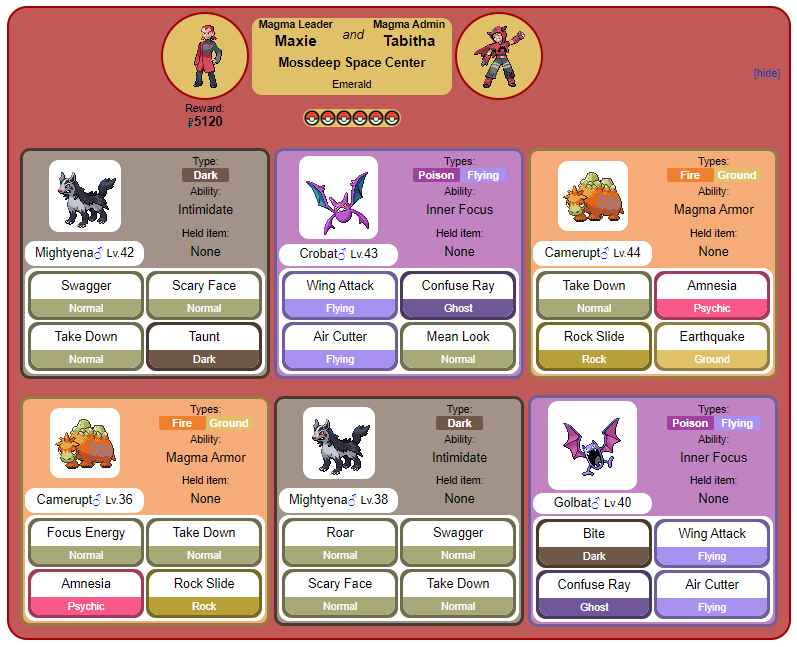 Magma Leader
Maxie
and
Magma Admin
Tabitha
Mossdeep Space Center
Emerald
[hide]
Reward:
₽5120
Type:
Dark
Ability:
Intimidate
Held item:
None
Mightyena♂ Lv.42
Swagger
Normal
Scary Face
Normal
Take Down
Normal
Taunt
Dark
Types:
Poison Flying
Ability:
Inner Focus
Held item:
None
Crobat♂ Lv.43
Wing Attack
Flying
Confuse Ray
Ghost
Air Cutter
Flying
Mean Look
Normal
Types:
Fire Ground
Ability:
Magma Armor
Held item:
None
Camerupt♂ Lv.44
Take Down
Normal
Amnesia
Psychic
Rock Slide
Rock
Earthquake
Ground
Types:
Fire Ground
Ability:
Magma Armor
Held item:
None
Camerupt♂ Lv.36
Focus Energy
Normal
Take Down
Normal
Amnesia
Psychic
Rock Slide
Rock
Type:
Dark
Ability:
Intimidate
Held item:
None
Mightyena♂ Lv.38
Roar
Normal
Swagger
Normal
Scary Face
Normal
Take Down
Normal
Types:
Poison Flying
Ability:
Inner Focus
Held item:
None
Golbat♂ Lv.40
Bite
Dark
Wing Attack
Flying
Confuse Ray
Ghost
Air Cutter
Flying